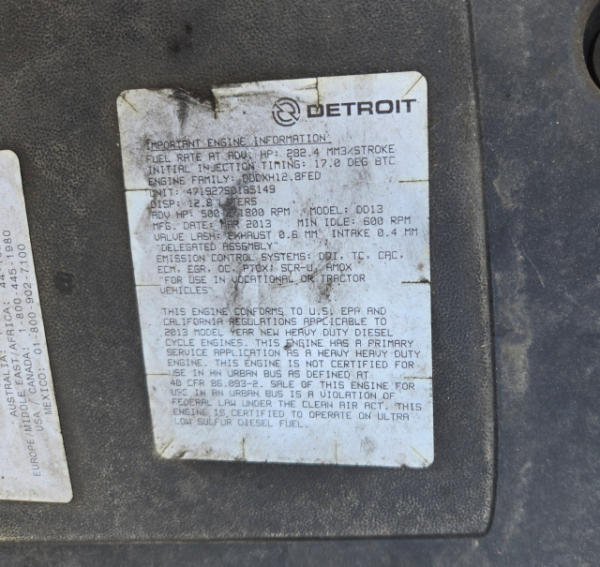 DETROIT
IMPORTANT ENGINE INFORMATION
FUEL RATE AT ADV. HP: 282.4 MM3/STROKE
INITIAL INJECTION TIMING: 17.0 DEG BTC
ENGINE FAMILY: DDDXH12.8FED
UNIT:
DISP: 12.8 LITERS
ADV HP: 500 1800 RPM MODEL: DD13
MFG. DATE: MAR 2013 MIN IDLE: 600 RPM
VALVE LASH: EXHAUST 0.6 MM INTAKE 0.4 MM
"DELEGATED ASSEMBLY"
EMISSION CONTROL SYSTEMS: DDI, TC, CAC,
ECM, EGR, OC, PTOX, SCR-U, AMOX
"FOR USE IN VOCATIONAL OR TRACTOR
VEHICLES"
THIS ENGINE CONFORMS TO U.S. EPA AND
CALIFORNIA REGULATIONS APPLICABLE TO
2013 MODEL YEAR NEW HEAVY DUTY DIESEL
CYCLE ENGINES. THIS ENGINE HAS A PRIMARY
SERVICE APPLICATION AS A HEAVY HEAVY-DUTY
ENGINE. THIS ENGINE IS NOT CERTIFIED FOR
USE IN AN URBAN BUS AS DEFINED AT
40 CFR 86.093-2. SALE OF THIS ENGINE FOR
USE IN AN URBAN BUS IS A VIOLATION OF
FEDERAL LAW UNDER THE CLEAN AIR ACT. THIS
ENGINE IS CERTIFIED TO OPERATE ON ULTRA
LOW SULFUR DIESEL FUEL.
AUSTRALIA:
EUROPE/MIDDLE EAST/AFRICA: 44-1980
USA / CANADA: 1-800-445-1980
MEXICO: 01-800-902-7100